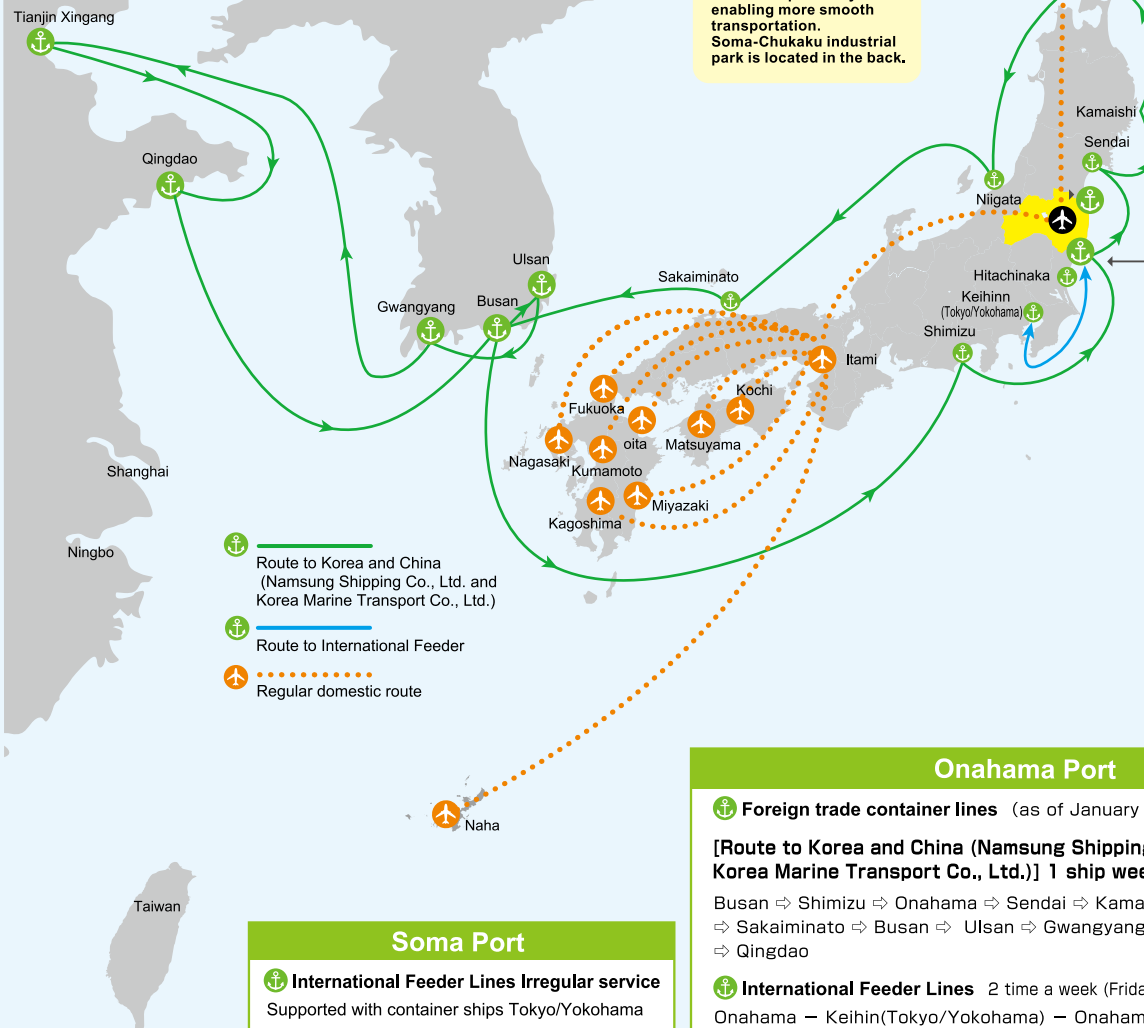 Tianjin Xingang
enabling more smooth
transportation.
Soma-Chukaku industrial
park is located in the back.
Kamaishi
Sendai
Qingdao
Niigata
Ulsan
Sakaiminato
Hitachinaka
Gwangyang
Busan
Keihinn
(Tokyo/Yokohama)
Shimizu
Itami
Kochi
Fukuoka
oita
Matsuyama
Nagasaki
Kumamoto
Shanghai
Miyazaki
Kagoshima
Ningbo
Route to Korea and China
(Namsung Shipping Co., Ltd. and
Korea Marine Transport Co., Ltd.)
Route to International Feeder
Regular domestic route
Naha
Taiwan
Soma Port
International Feeder Lines Irregular service
Supported with container ships Tokyo/Yokohama
Onahama Port
Foreign trade container lines (as of January
[Route to Korea and China (Namsung Shipping
Korea Marine Transport Co., Ltd.)] 1 ship wee
Busan ⇨ Shimizu ⇨ Onahama ⇨ Sendai ⇨ Kama
⇨ Sakaiminato ⇨ Busan ⇨ Ulsan ⇨ Gwangyang
⇨ Qingdao
International Feeder Lines 2 time a week (Frida
Onahama － Keihin(Tokyo/Yokohama) － Onaham